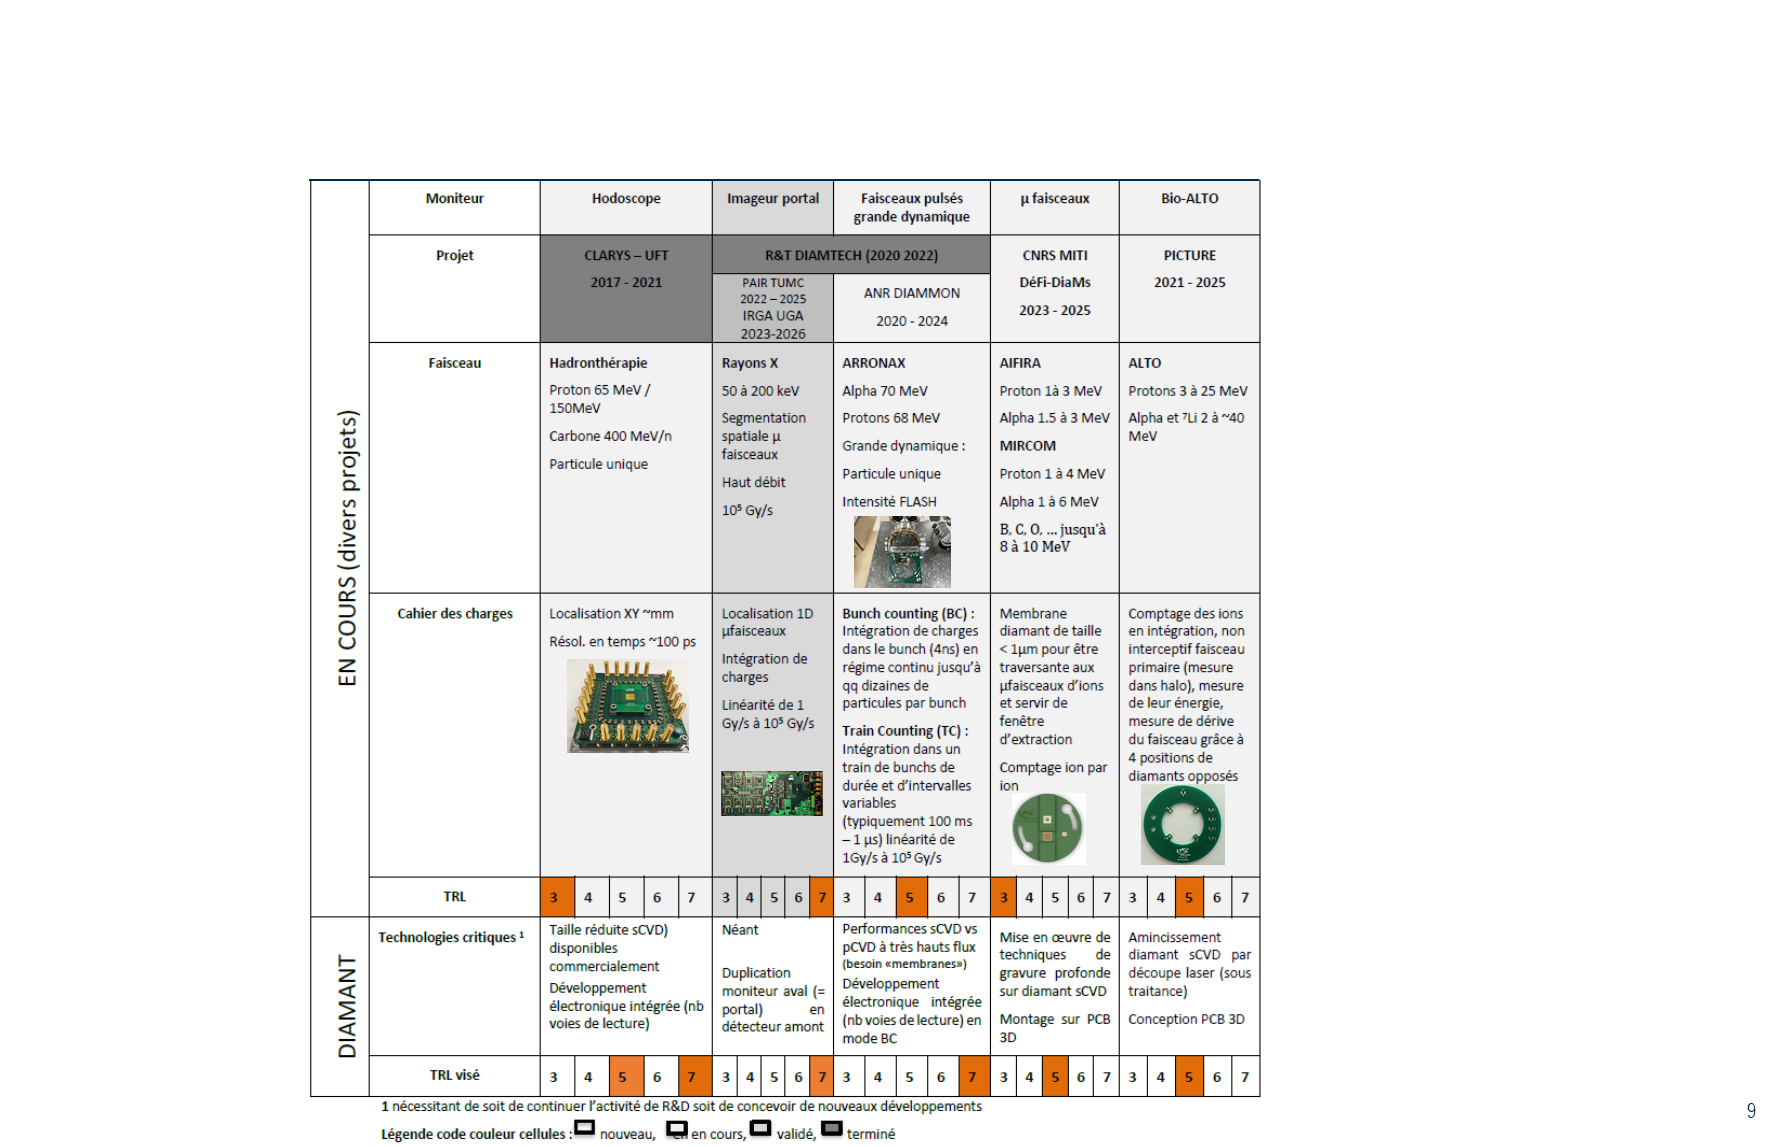 Moniteur
Hodoscope
Imageur portal
Faisceaux pulsés
grande dynamique
µ faisceaux
Bio-ALTO
EN COURS (divers projets)
Projet
CLARYS – UFT
2017 - 2021
R&T DIAMTECH (2020 2022)
PAIR TUMC
2022 – 2025
IRGA UGA
2023-2026
ANR DIAMMON
2020 - 2024
CNRS MITI
DéFi-DiaMs
2023 - 2025
PICTURE
2021 - 2025
Faisceau
Hadronthérapie
Proton 65 MeV /
150MeV
Carbone 400 MeV/n
Particule unique
Rayons X
50 à 200 keV
Segmentation
spatiale µ
faisceaux
Haut débit
10⁵ Gy/s
ARRONAX
Alpha 70 MeV
Protons 68 MeV
Grande dynamique :
Particule unique
Intensité FLASH
AIFIRA
Proton 1à 3 MeV
Alpha 1.5 à 3 MeV
MIRCOM
Proton 1 à 4 MeV
Alpha 1 à 6 MeV
B, C, O, ... jusqu'à
8 à 10 MeV
ALTO
Protons 3 à 25 MeV
Alpha et ⁷Li 2 à ~40
MeV
Cahier des charges
Localisation XY ~mm
Résol. en temps ~100 ps
Localisation 1D
µfaisceaux
Intégration de
charges
Linéarité de 1
Gy/s à 10⁵ Gy/s
Bunch counting (BC) :
Intégration de charges
dans le bunch (4ns) en
régime continu jusqu'à
qq dizaines de
particules par bunch
Train Counting (TC) :
Intégration dans un
train de bunchs de
durée et d'intervalles
variables
(typiquement 100 ms
– 1 µs) linéarité de
1Gy/s à 10⁵ Gy/s
Membrane
diamant de taille
< 1µm pour être
traversante aux
µfaisceaux d'ions
et servir de
fenêtre
d'extraction
Comptage ion par
ion
Comptage des ions
en intégration, non
interceptif faisceau
primaire (mesure
dans halo), mesure
de leur énergie,
mesure de dérive
du faisceau grâce à
4 positions de
diamants opposés
TRL
3 4 5 6 7 3 4 5 6 7 3 4 5 6 7 3 4 5 6 7 3 4 5 6 7
DIAMANT
Technologies critiques ¹
Taille réduite sCVD)
disponibles
commercialement
Développement
électronique intégrée (nb
voies de lecture)
Néant
Duplication
moniteur aval (=
portal) en
détecteur amont
Performances sCVD vs
pCVD à très hauts flux
(besoin «membranes»)
Développement
électronique intégrée
(nb voies de lecture) en
mode BC
Mise en œuvre de
techniques de
gravure profonde
sur diamant sCVD
Montage sur PCB
3D
Amincissement
diamant sCVD par
découpe laser (sous
traitance)
Conception PCB 3D
TRL visé
3 4 5 6 7 3 4 5 6 7 3 4 5 6 7 3 4 5 6 7 3 4 5 6 7
1 nécessitant de soit de continuer l'activité de R&D soit de concevoir de nouveaux développements
Légende code couleur cellules : nouveau, en cours, validé, terminé
9